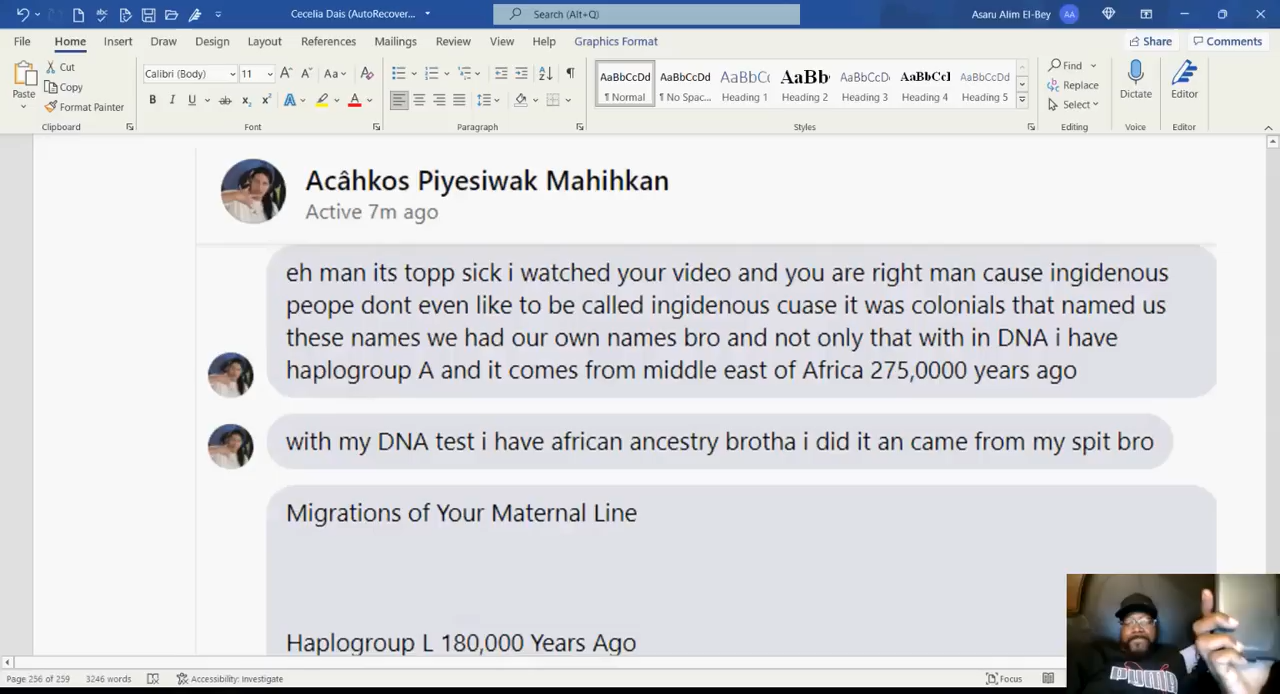 Cecelia Dais (AutoRecover...
Search (Alt+Q)
Asaru Alim El-Bey
AA
File Home Insert Draw Design Layout References Mailings Review View Help Graphics Format
Share
Comments
Paste
Cut
Copy
Format Painter
Clipboard
Calibri (Body) 11
Font
Paragraph
AaBbCcDd AaBbCcDd AaBbCc AaBb AaBbCcDd AaBbCcI AaBbCcDd
¶ Normal ¶ No Spac... Heading 1 Heading 2 Heading 3 Heading 4 Heading 5
Styles
Find
Replace
Select
Editing
Dictate
Voice
Editor
Editor
Acâhkos Piyesiwak Mahihkan
Active 7m ago
eh man its topp sick i watched your video and you are right man cause ingidenous
peope dont even like to be called ingidenous cuase it was colonials that named us
these names we had our own names bro and not only that with in DNA i have
haplogroup A and it comes from middle east of Africa 275,0000 years ago
with my DNA test i have african ancestry brotha i did it an came from my spit bro
Migrations of Your Maternal Line
Haplogroup L 180,000 Years Ago
Page 256 of 259 3246 words Accessibility: Investigate
Focus